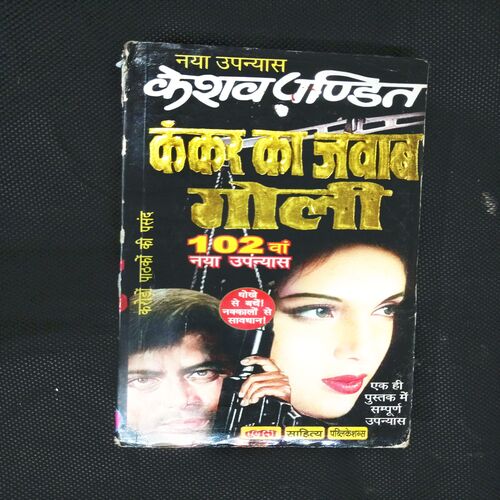 नया उपन्यास
केशव पण्डित
कंकर का जवाब
गोली
102 वां
नया उपन्यास
करोडों पाठकों की पसंद
धोखे
से बचें!
नक्कालों से
सावधान!
एक ही
पुस्तक में
सम्पूर्ण
उपन्यास
तुलसी साहित्य पब्लिकेशन्स